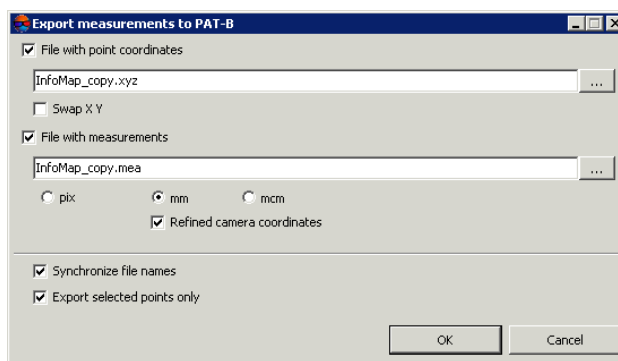 Export measurements to PAT-B
File with point coordinates
InfoMap_copy.xyz
...
Swap X Y
File with measurements
InfoMap_copy.mea
...
pix mm mcm
Refined camera coordinates
Synchronize file names
Export selected points only
OK Cancel